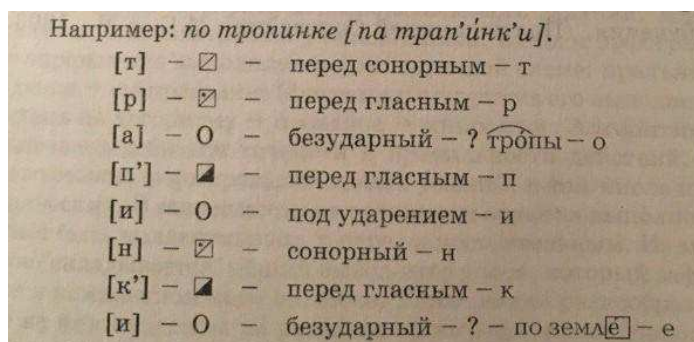 Например: по тропинке [па трап'и́нк'и].
[т] – – перед сонорным – т
[р] – – перед гласным – р
[а] – О – безударный – ? тро́пы – о
[п'] – – перед гласным – п
[и] – О – под ударением – и
[н] – – сонорный – н
[к'] – – перед гласным – к
[и] – О – безударный – ? – по земле́ – е